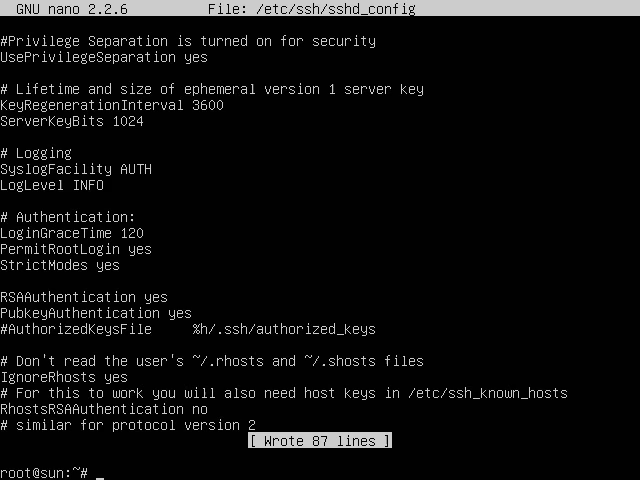 GNU nano 2.2.6 File: /etc/ssh/sshd_config
#Privilege Separation is turned on for security
UsePrivilegeSeparation yes
# Lifetime and size of ephemeral version 1 server key
KeyRegenerationInterval 3600
ServerKeyBits 1024
# Logging
SyslogFacility AUTH
LogLevel INFO
# Authentication:
LoginGraceTime 120
PermitRootLogin yes
StrictModes yes
RSAAuthentication yes
PubkeyAuthentication yes
#AuthorizedKeysFile %h/.ssh/authorized_keys
# Don't read the user's ~/.rhosts and ~/.shosts files
IgnoreRhosts yes
# For this to work you will also need host keys in /etc/ssh_known_hosts
RhostsRSAAuthentication no
# similar for protocol version 2
[ Wrote 87 lines ]
root@sun:~# _